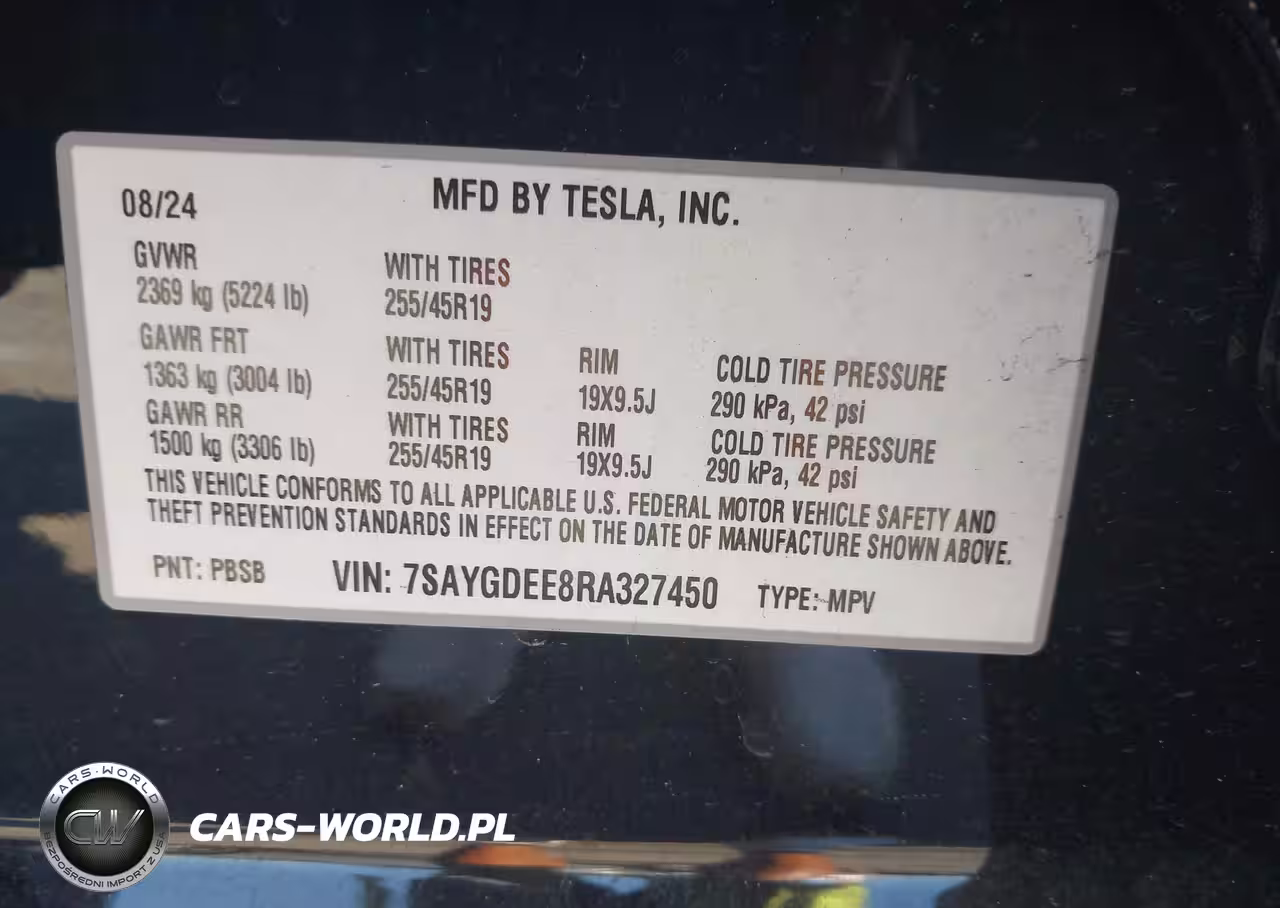 08/24 MFD BY TESLA, INC.
GVWR WITH TIRES
2369 kg (5224 lb) 255/45R19
GAWR FRT WITH TIRES RIM COLD TIRE PRESSURE
1363 kg (3004 lb) 255/45R19 19X9.5J 290 kPa, 42 psi
GAWR RR WITH TIRES RIM COLD TIRE PRESSURE
1500 kg (3306 lb) 255/45R19 19X9.5J 290 kPa, 42 psi
THIS VEHICLE CONFORMS TO ALL APPLICABLE U.S. FEDERAL MOTOR VEHICLE SAFETY AND
THEFT PREVENTION STANDARDS IN EFFECT ON THE DATE OF MANUFACTURE SHOWN ABOVE.
PNT: PBSB VIN: 7SAYGDEE8RA327450 TYPE: MPV
CARS-WORLD
CW
BEZPOŚREDNI IMPORT Z USA
CARS-WORLD.PL